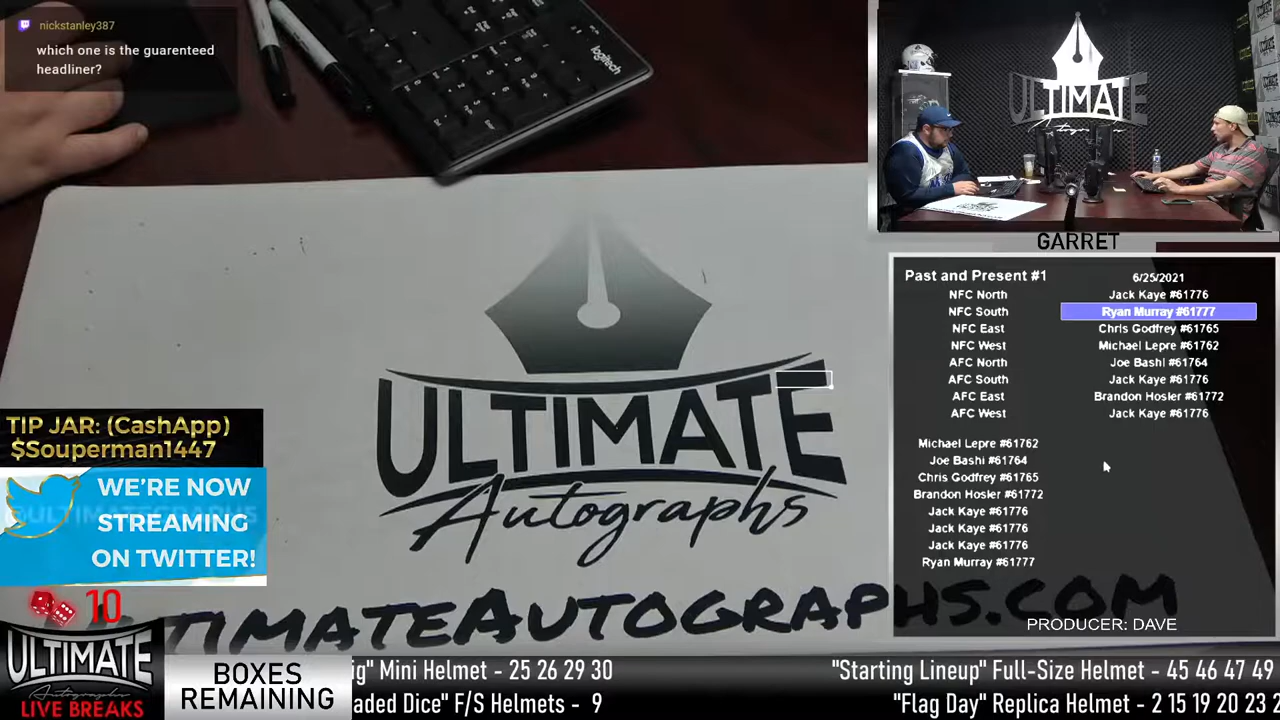 nickstanley387
which one is the guarenteed
headliner?
logitech
ULTIMATE
Autographs
GARRET
Past and Present #1 6/25/2021
NFC North Jack Kaye #61776
NFC South Ryan Murray #61777
NFC East Chris Godfrey #61765
NFC West Michael Lepre #61762
AFC North Joe Bashi #61764
AFC South Jack Kaye #61776
AFC East Brandon Hosler #61772
AFC West Jack Kaye #61776
Michael Lepre #61762
Joe Bashi #61764
Chris Godfrey #61765
Brandon Hosler #61772
Jack Kaye #61776
Jack Kaye #61776
Jack Kaye #61776
Ryan Murray #61777
PRODUCER: DAVE
ULTIMATE
Autographs
TIMATEAUTOGRAPHS.COM
TIP JAR: (CashApp)
$Souperman1447
WE'RE NOW
STREAMING
ON TWITTER!
10
ULTIMATE
Autographs
LIVE BREAKS
BOXES
REMAINING
ig" Mini Helmet - 25 26 29 30 "Starting Lineup" Full-Size Helmet - 45 46 47 49
aded Dice" F/S Helmets - 9 "Flag Day" Replica Helmet - 2 15 19 20 23 2